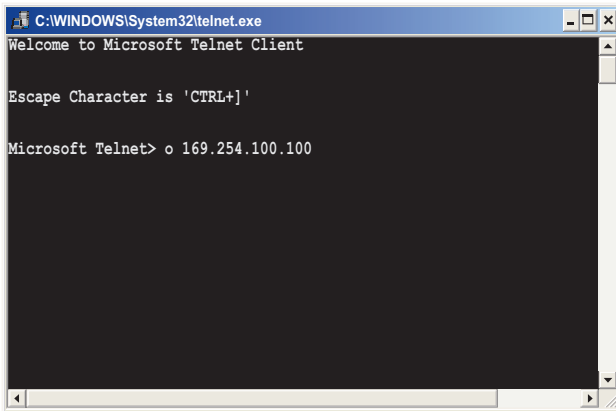 C:\WINDOWS\System32\telnet.exe
Welcome to Microsoft Telnet Client
Escape Character is 'CTRL+]'
Microsoft Telnet> o 169.254.100.100